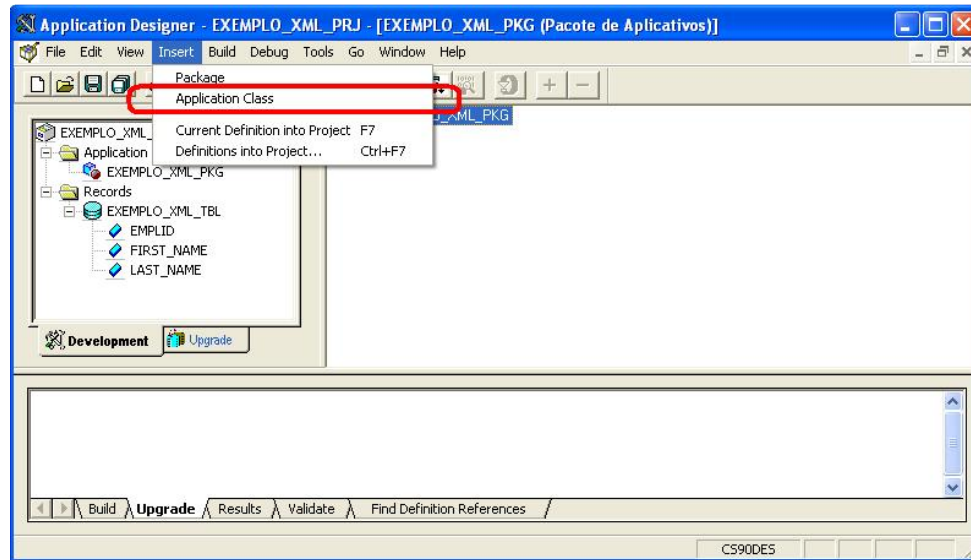 Application Designer - EXEMPLO_XML_PRJ - [EXEMPLO_XML_PKG (Pacote de Aplicativos)]
File Edit View Insert Build Debug Tools Go Window Help
Package
Application Class
Current Definition into Project F7
Definitions into Project... Ctrl+F7
_XML_PKG
EXEMPLO_XML_
Application
EXEMPLO_XML_PKG
Records
EXEMPLO_XML_TBL
EMPLID
FIRST_NAME
LAST_NAME
Development Upgrade
Build Upgrade Results Validate Find Definition References
CS90DES